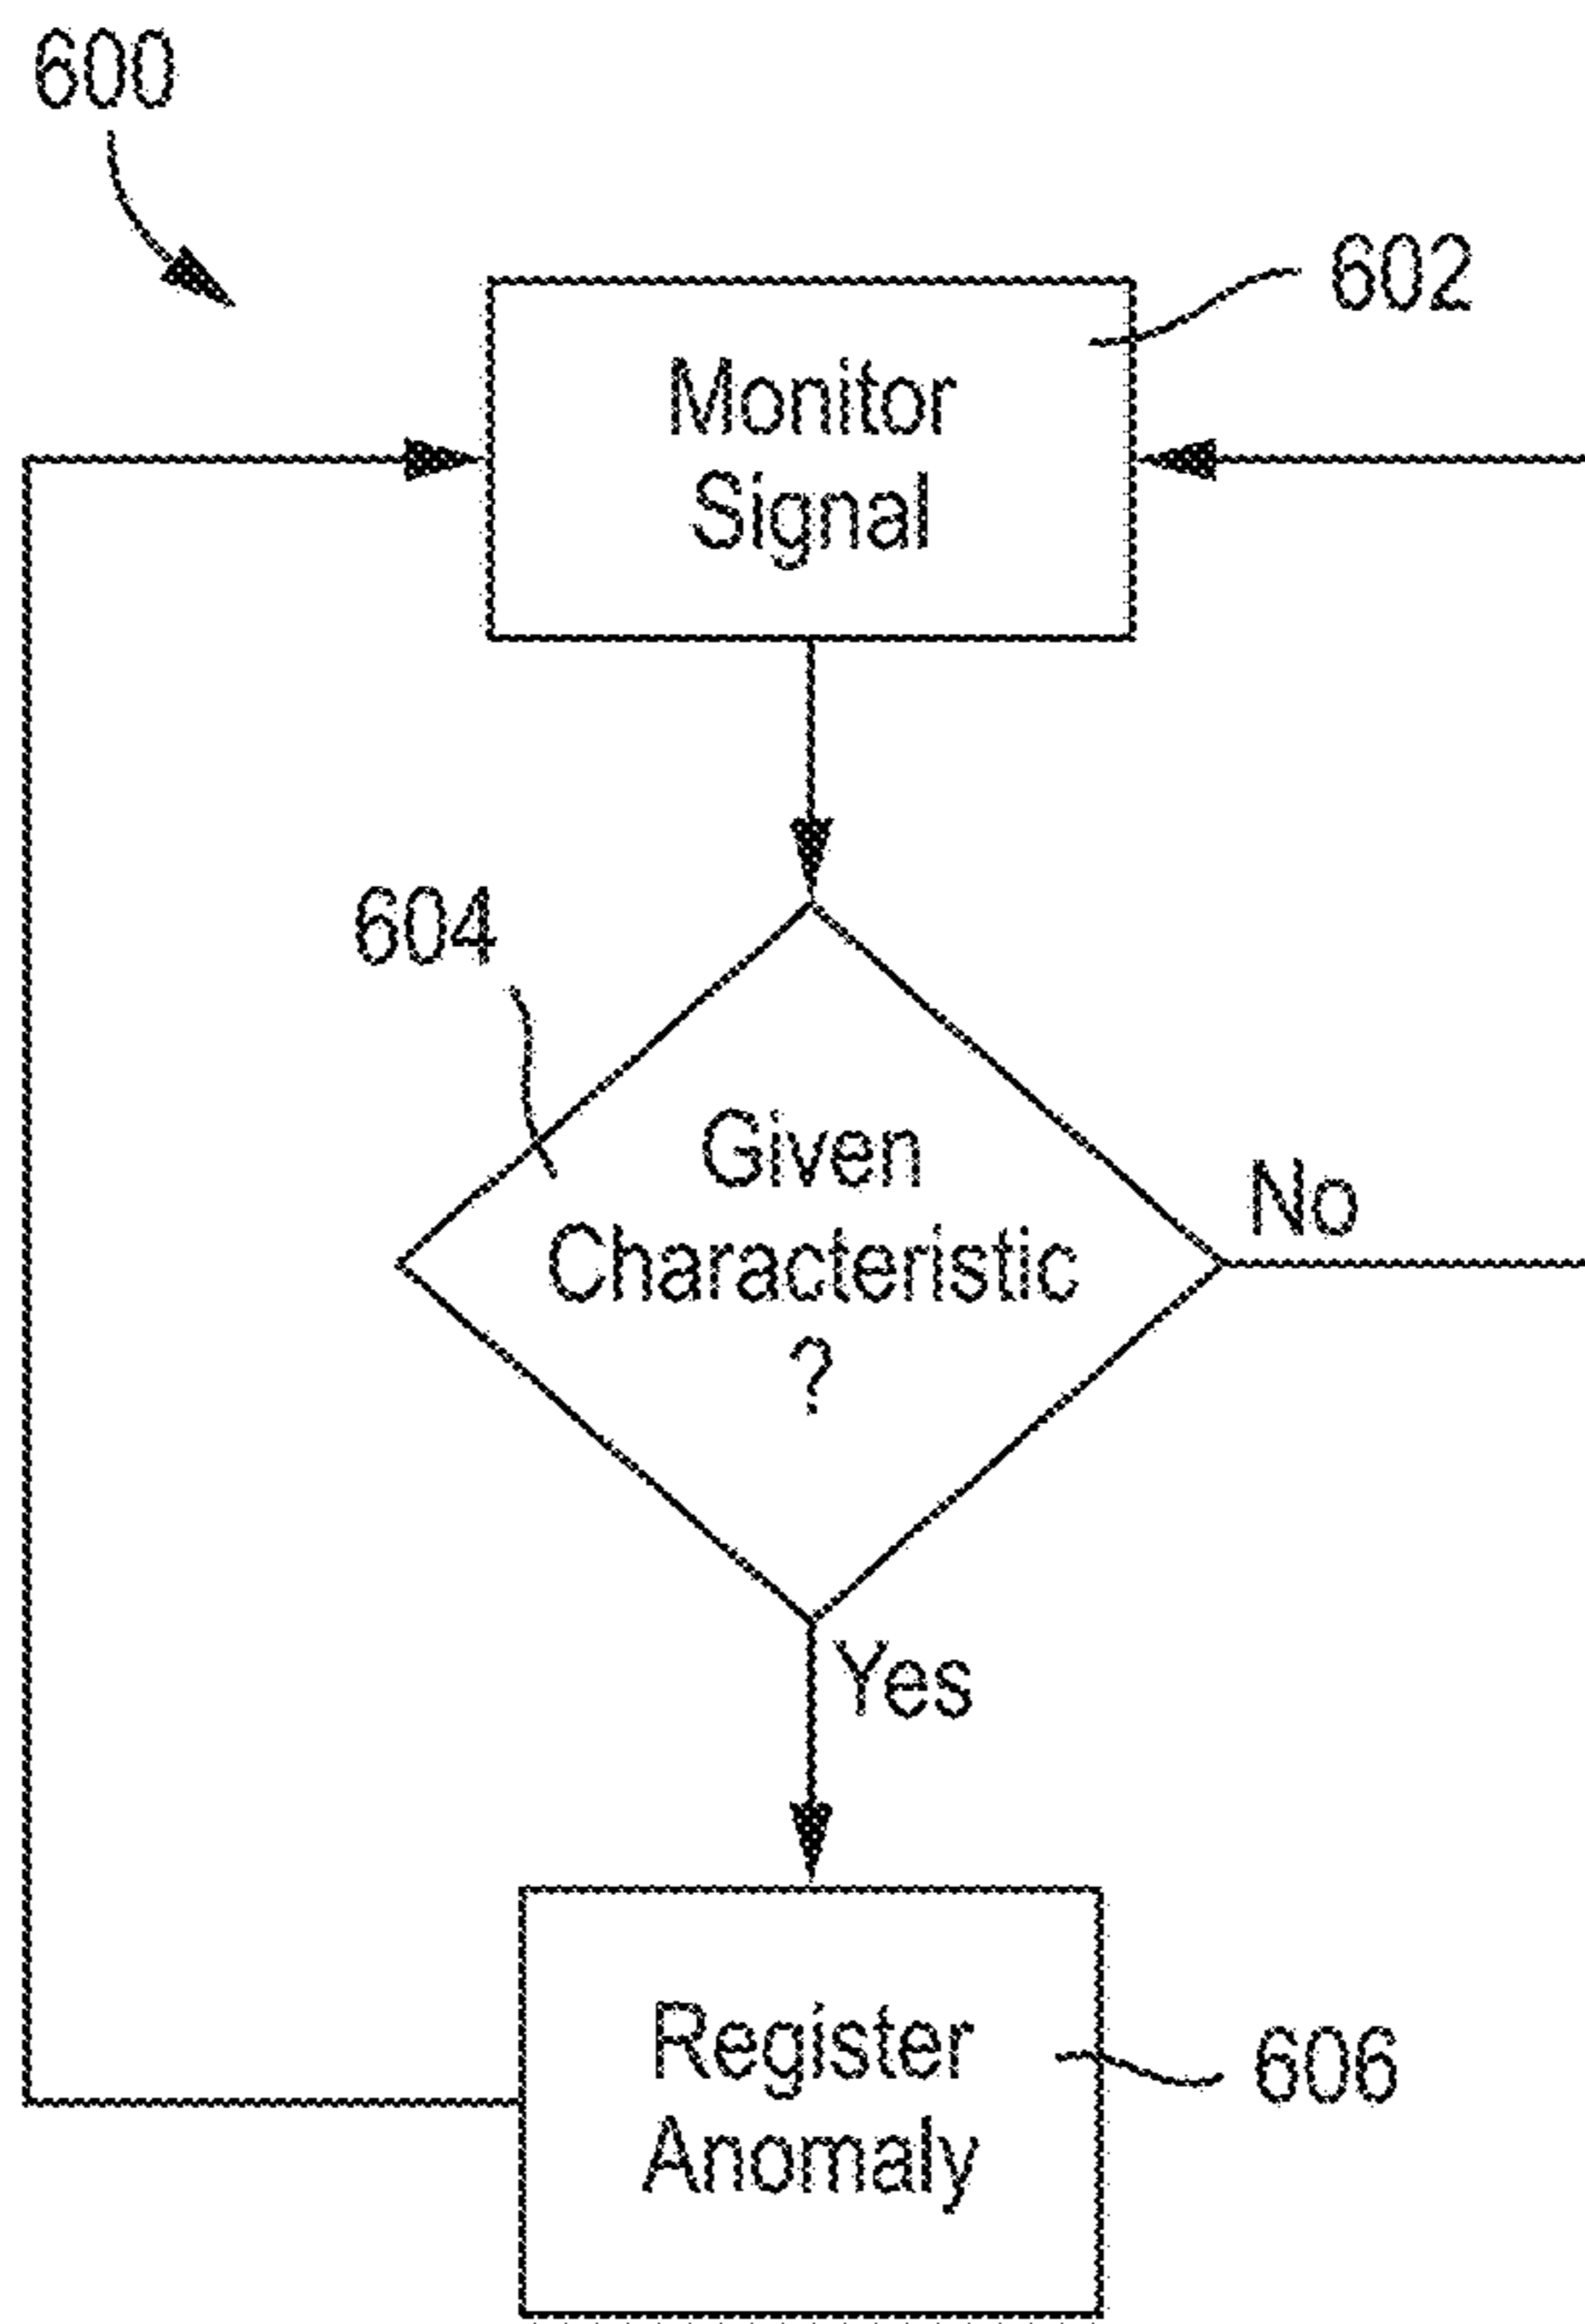 600
602
Monitor
Signal
604
Given
Characteristic
?
No
Yes
Register
Anomaly
606